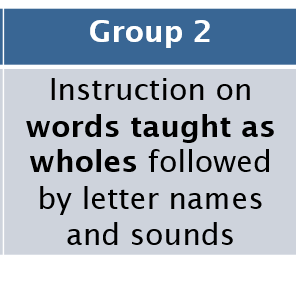 Group 2
Instruction on
words taught as
wholes followed
by letter names
and sounds